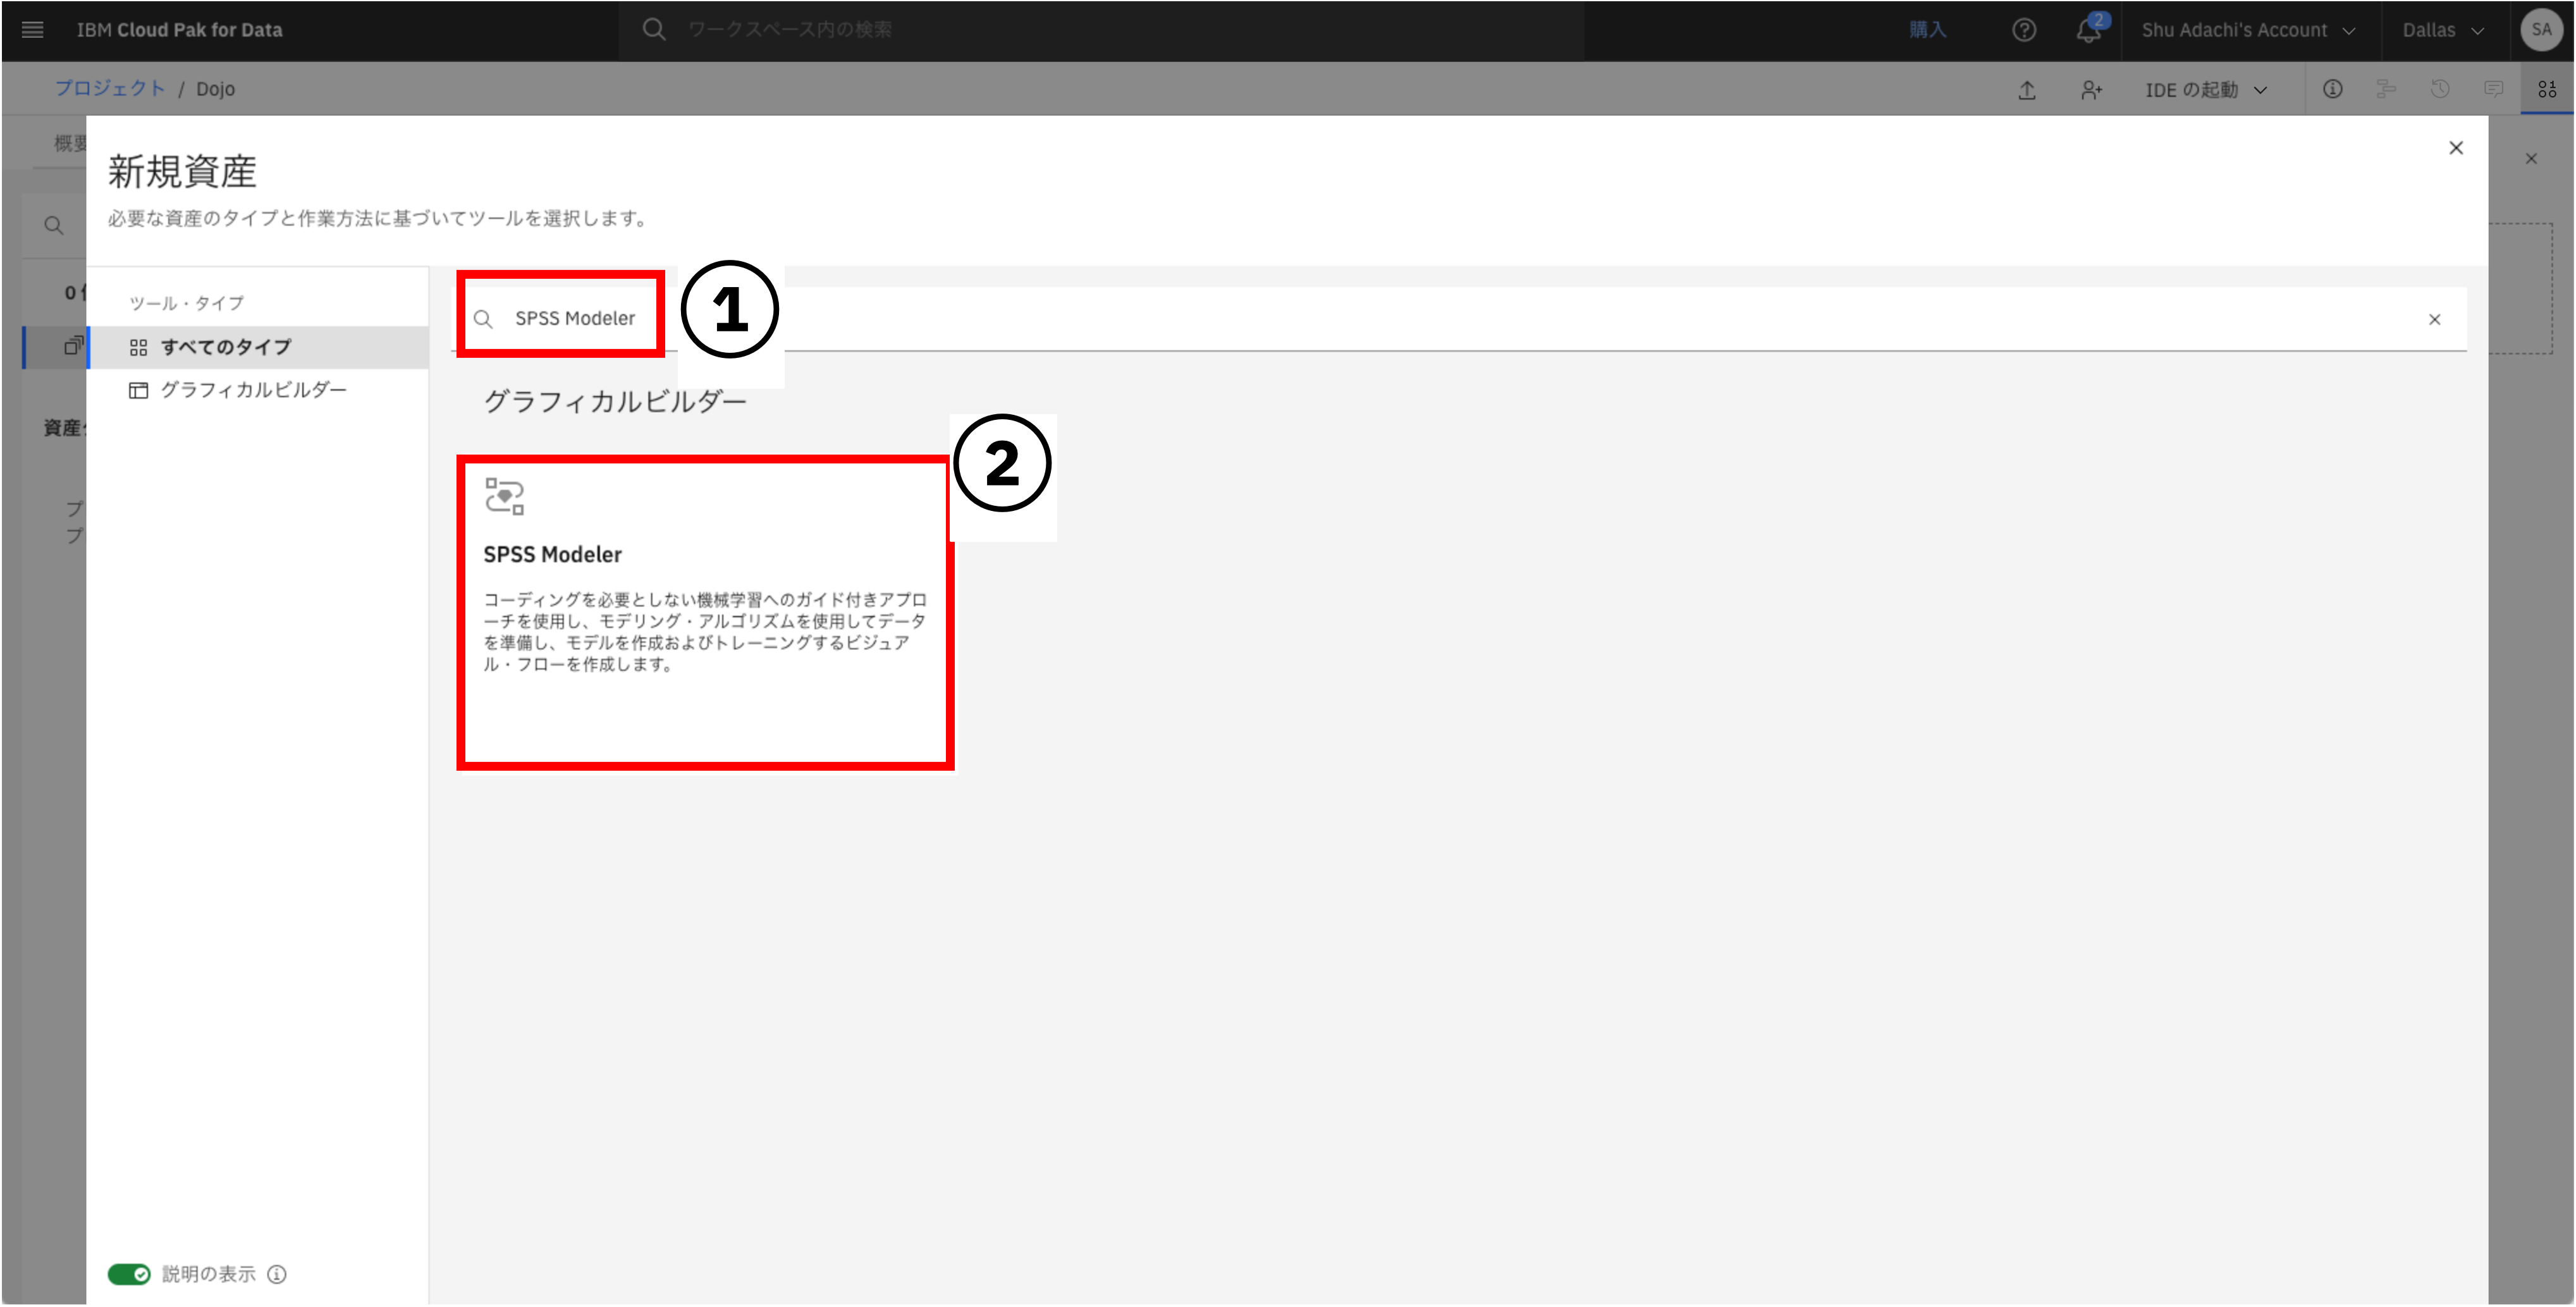 IBM Cloud Pak for Data
ワークスペース内の検索
購入
2
Shu Adachi's Account
Dallas
SA
プロジェクト / Dojo
IDE の起動
概要
新規資産
必要な資産のタイプと作業方法に基づいてツールを選択します。
0
ツール・タイプ
すべてのタイプ
グラフィカルビルダー
資産
プ
プ
SPSS Modeler
1
グラフィカルビルダー
2
SPSS Modeler
コーディングを必要としない機械学習へのガイド付きアプロ
ーチを使用し、モデリング・アルゴリズムを使用してデータ
を準備し、モデルを作成およびトレーニングするビジュア
ル・フローを作成します。
説明の表示